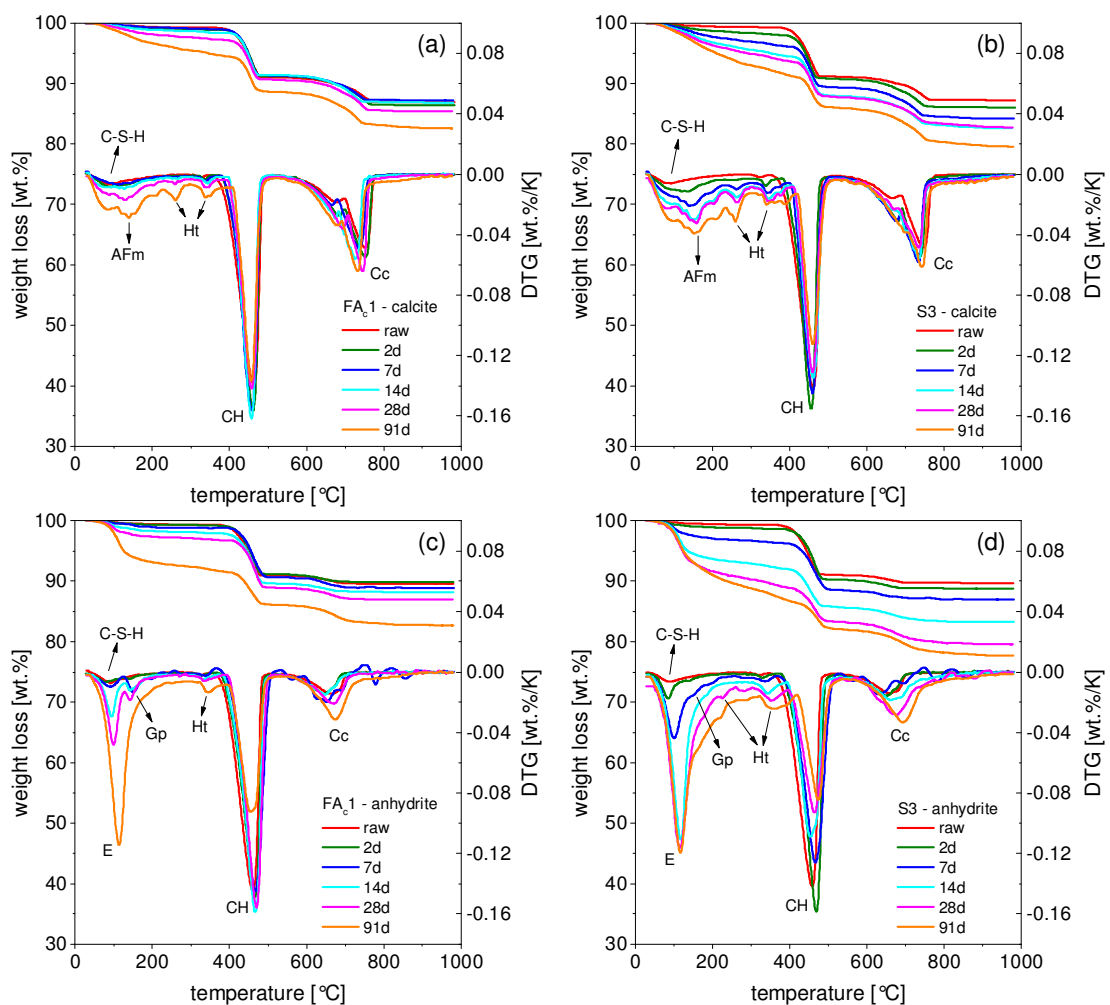 (a)
100
90
80
70
60
50
40
30
weight loss [wt.%]
0.08
0.04
0.00
-0.04
-0.08
-0.12
-0.16
DTG [wt.%/K]
C-S-H
AFm
Ht
CH
Cc
FAc1 - calcite
raw
2d
7d
14d
28d
91d
0 200 400 600 800 1000
temperature [°C]
(b)
100
90
80
70
60
50
40
30
weight loss [wt.%]
0.08
0.04
0.00
-0.04
-0.08
-0.12
-0.16
DTG [wt.%/K]
C-S-H
AFm
Ht
CH
Cc
S3 - calcite
raw
2d
7d
14d
28d
91d
0 200 400 600 800 1000
temperature [°C]
(c)
100
90
80
70
60
50
40
30
weight loss [wt.%]
0.08
0.04
0.00
-0.04
-0.08
-0.12
-0.16
DTG [wt.%/K]
C-S-H
Gp
Ht
Cc
E
CH
FAc1 - anhydrite
raw
2d
7d
14d
28d
91d
0 200 400 600 800 1000
temperature [°C]
(d)
100
90
80
70
60
50
40
30
weight loss [wt.%]
0.08
0.04
0.00
-0.04
-0.08
-0.12
-0.16
DTG [wt.%/K]
C-S-H
Gp
Ht
Cc
E
CH
S3 - anhydrite
raw
2d
7d
14d
28d
91d
0 200 400 600 800 1000
temperature [°C]